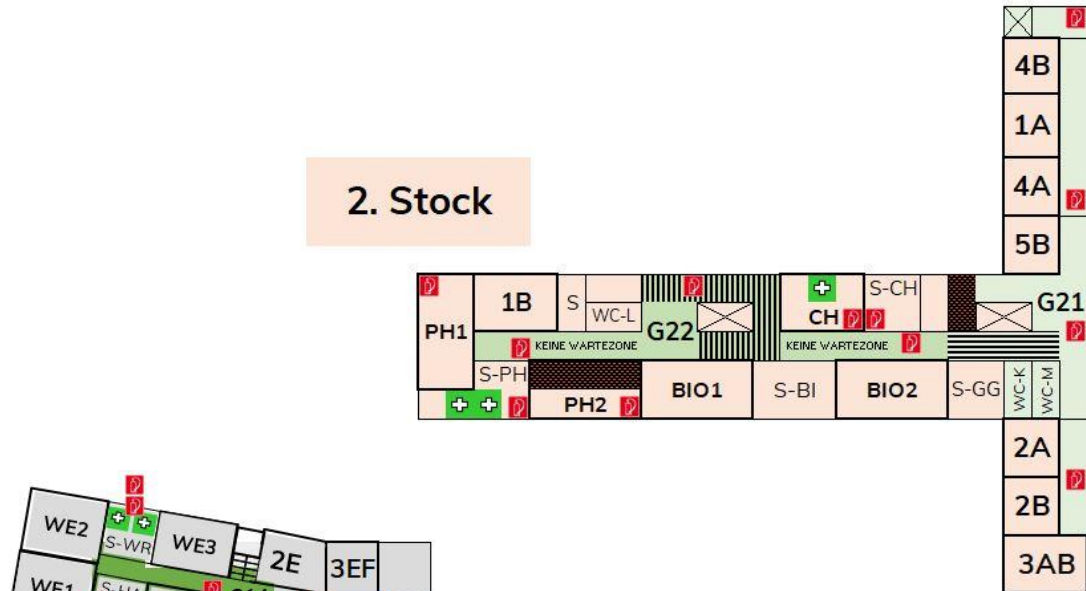 4B
1A
4A
2. Stock
5B
1B
S
WC-L
G22
CH
S-CH
G21
PH1
KEINE WARTEZONE
KEINE WARTEZONE
S-PH
PH2
BIO1
S-BI
BIO2
S-GG
WC-K
WC-M
2A
2B
3AB
WE2
S-WR
WE3
2E
3EF
WE1